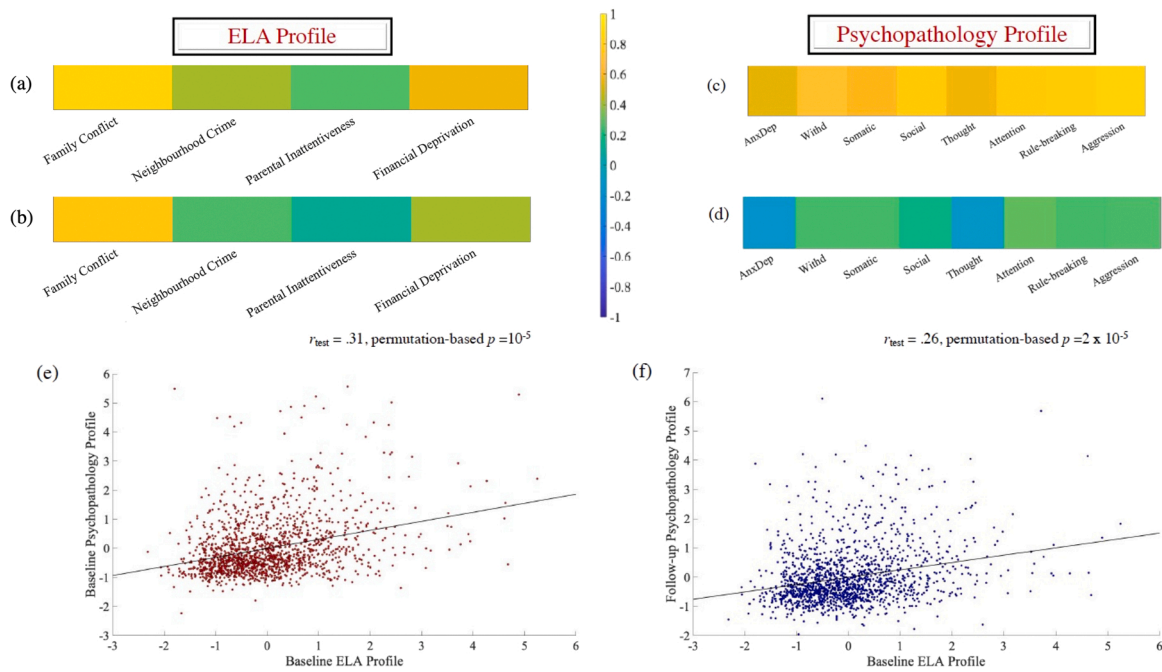 ELA Profile
Psychopathology Profile
(a)
Family Conflict
Neighbourhood Crime
Parental Inattentiveness
Financial Deprivation
(b)
Family Conflict
Neighbourhood Crime
Parental Inattentiveness
Financial Deprivation
1
0.8
0.6
0.4
0.2
0
-0.2
-0.4
-0.6
-0.8
-1
(c)
AnxDep
Withd
Somatic
Social
Thought
Attention
Rule-breaking
Aggression
(d)
AnxDep
Withd
Somatic
Social
Thought
Attention
Rule-breaking
Aggression
r_test = .31, permutation-based p =10^-5
(e)
Baseline Psychopathology Profile
6
5
4
3
2
1
0
-1
-2
-3
-3 -2 -1 0 1 2 3 4 5 6
Baseline ELA Profile
r_test = .26, permutation-based p =2 x 10^-5
(f)
Follow-up Psychopathology Profile
7
6
5
4
3
2
1
0
-1
-2
-3 -2 -1 0 1 2 3 4 5 6
Baseline ELA Profile